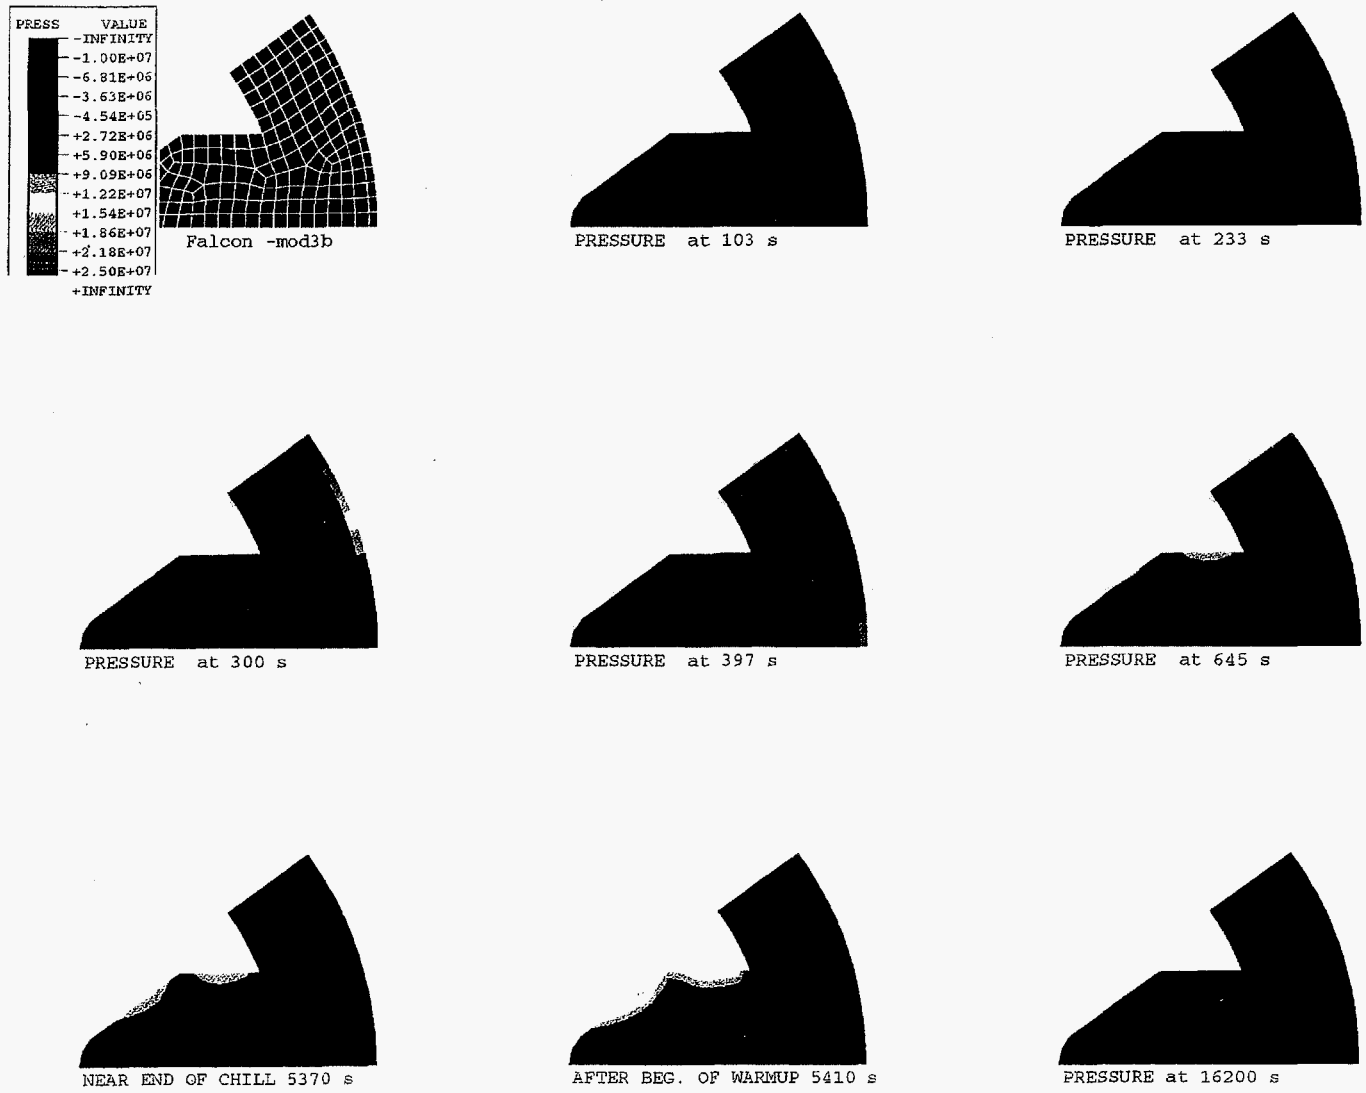 PRESS VALUE
-INFINITY
-1.00E+07
-6.81E+06
-3.63E+06
-4.54E+05
+2.72E+06
+5.90E+06
+9.09E+06
+1.22E+07
+1.54E+07
+1.86E+07
+2.18E+07
+2.50E+07
+INFINITY
Falcon -mod3b
PRESSURE at 103 s
PRESSURE at 233 s
PRESSURE at 300 s
PRESSURE at 397 s
PRESSURE at 645 s
NEAR END OF CHILL 5370 s
AFTER BEG. OF WARMUP 5410 s
PRESSURE at 16200 s